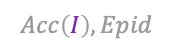 Acc(I), Epid